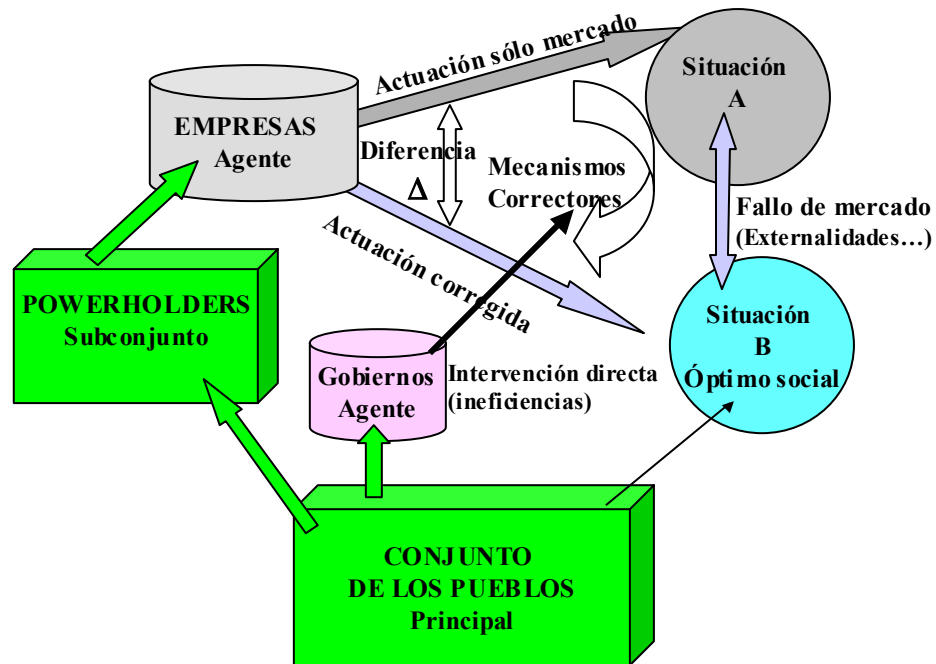 Actuación sólo mercado
Situación
A
EMPRESAS
Agente
Diferencia
Δ
Mecanismos
Correctores
Fallo de mercado
(Externalidades…)
Actuación corregida
POWERHOLDERS
Subconjunto
Situación
B
Óptimo social
Gobiernos
Agente
Intervención directa
(ineficiencias)
CONJUNTO
DE LOS PUEBLOS
Principal